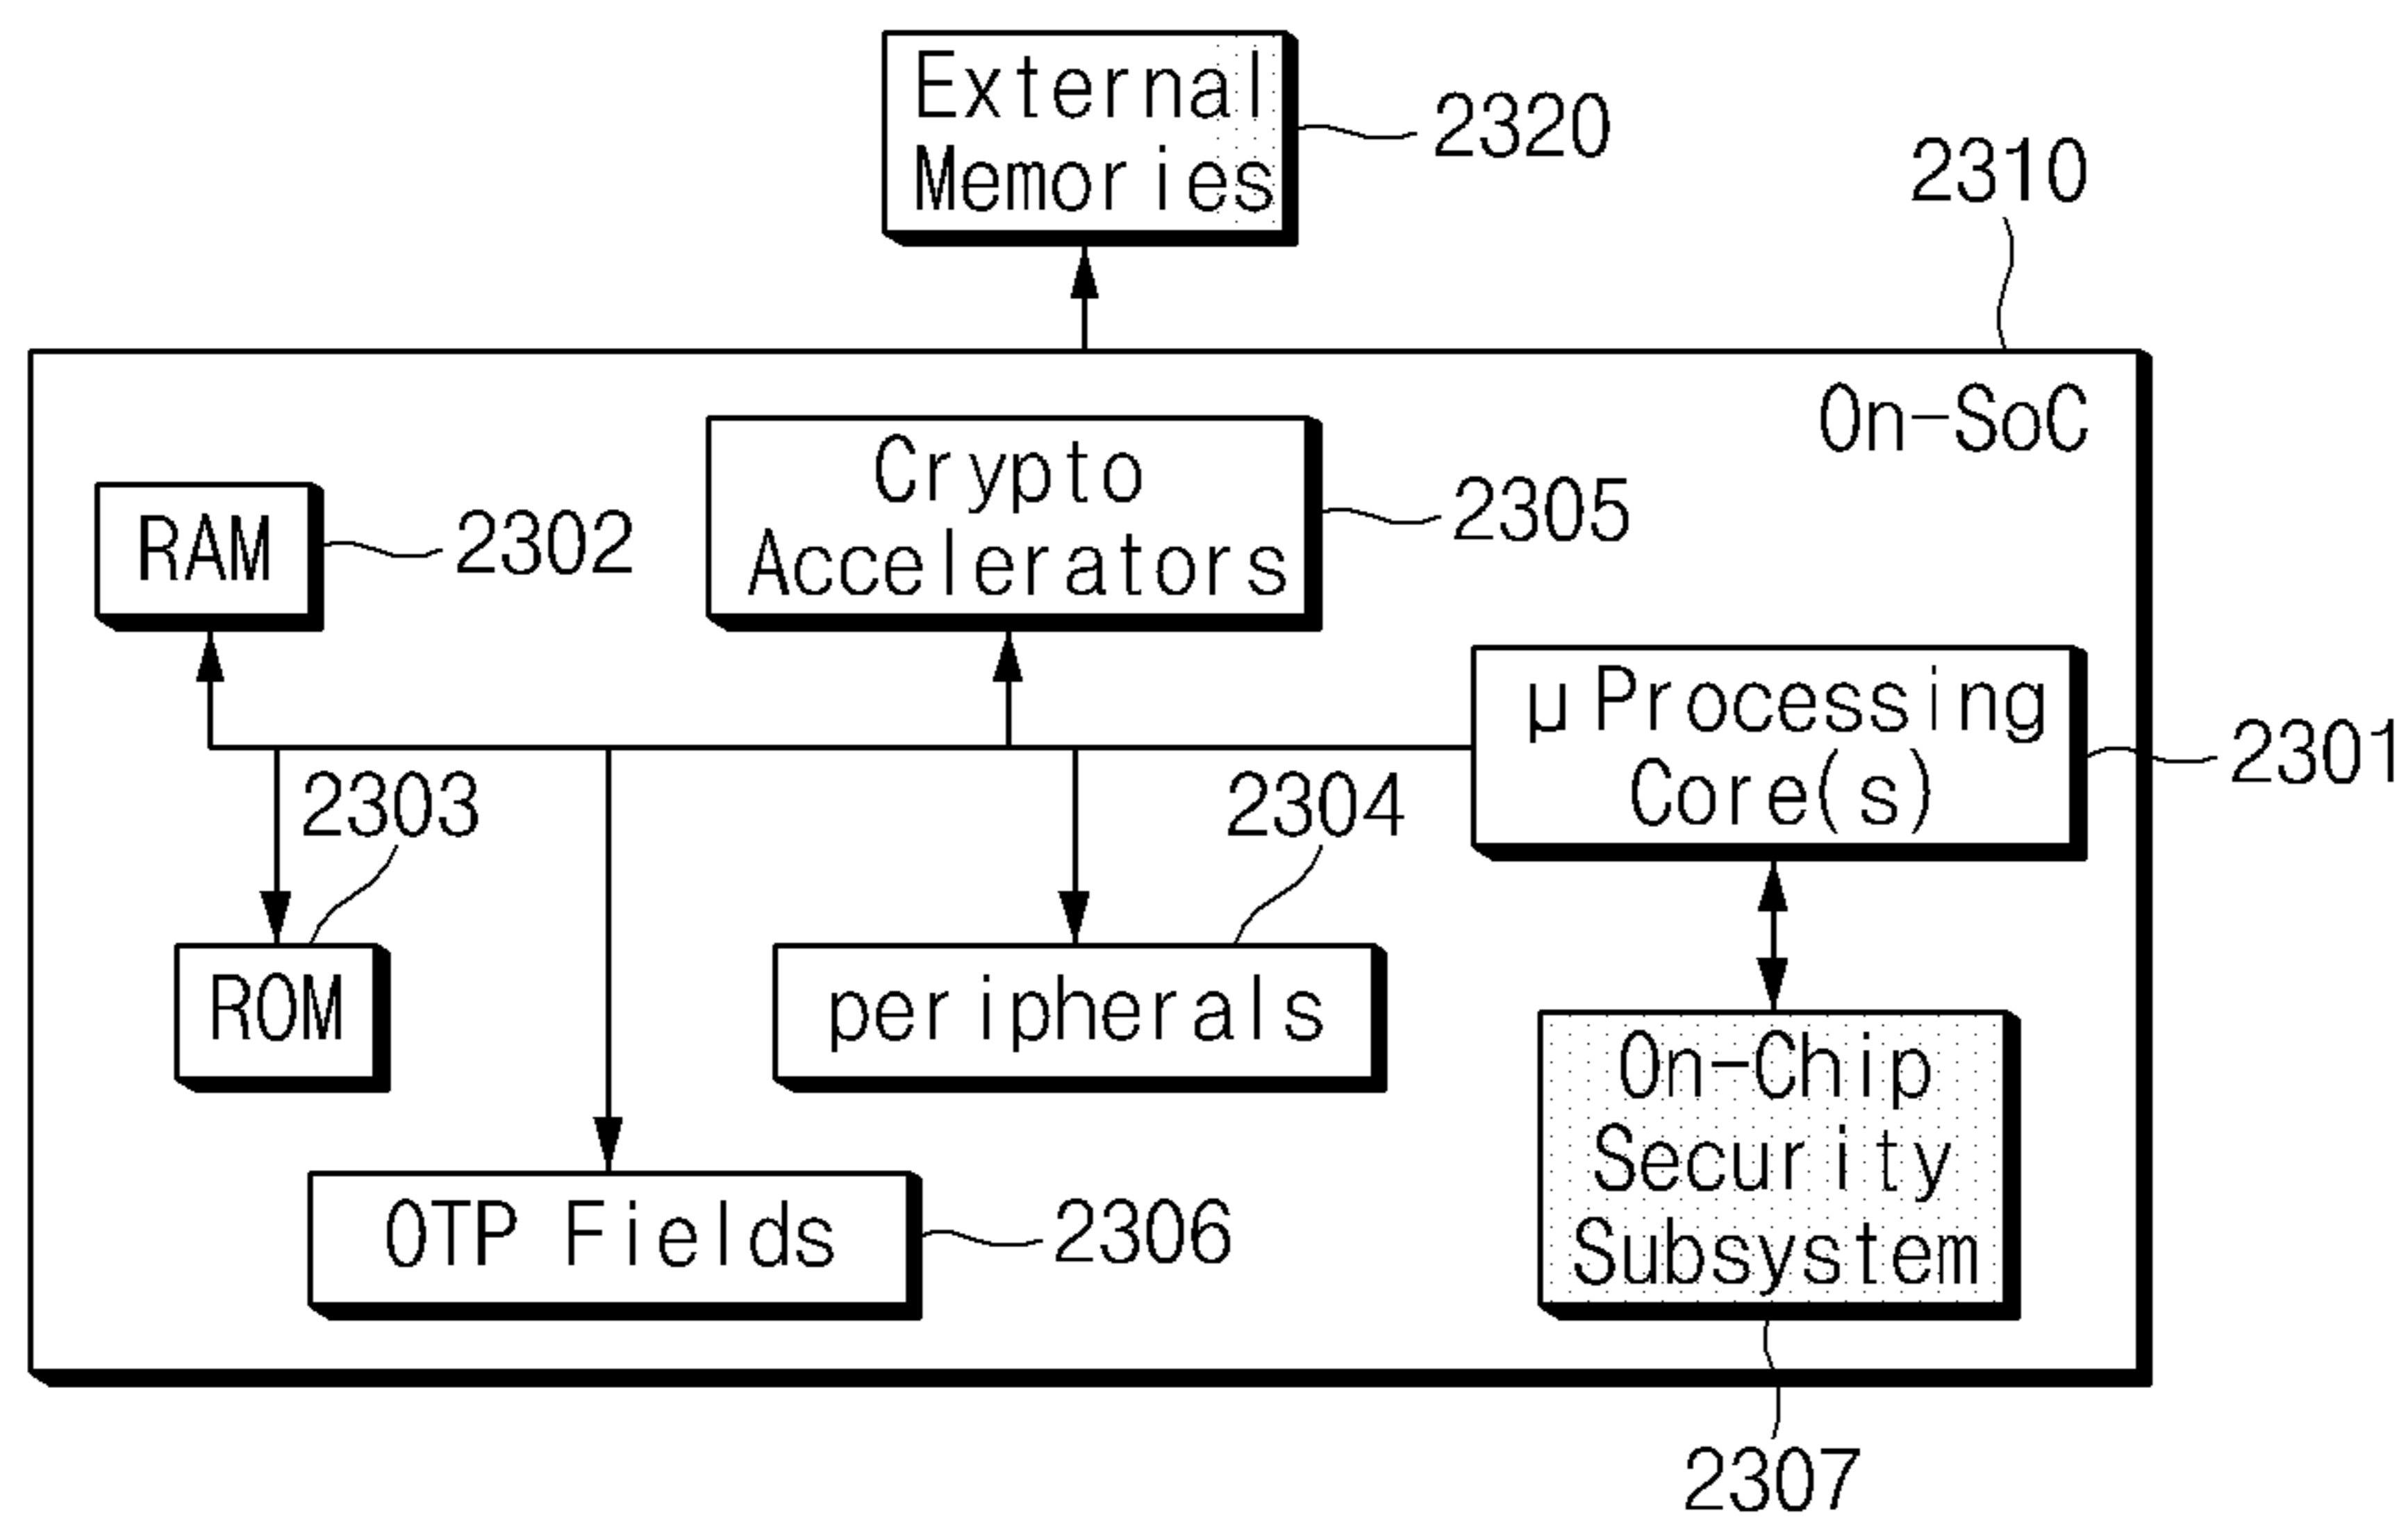 External
Memories
2320
2310
On-SoC
Crypto
Accelerators
2305
RAM
2302
μ Processing
Core(s)
2301
2303
2304
ROM
peripherals
On-Chip
Security
Subsystem
OTP Fields
2306
2307